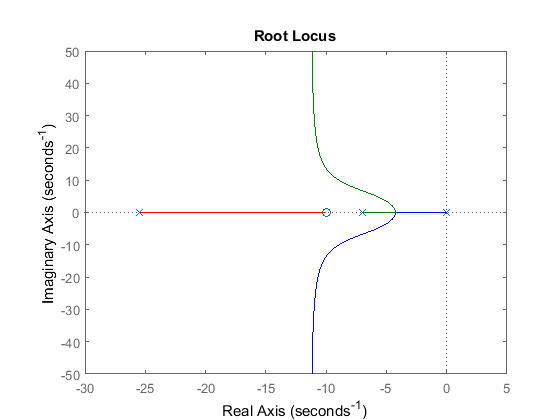 Root Locus
Imaginary Axis (seconds⁻¹)
50
40
30
20
10
0
-10
-20
-30
-40
-50
-30 -25 -20 -15 -10 -5 0 5
Real Axis (seconds⁻¹)